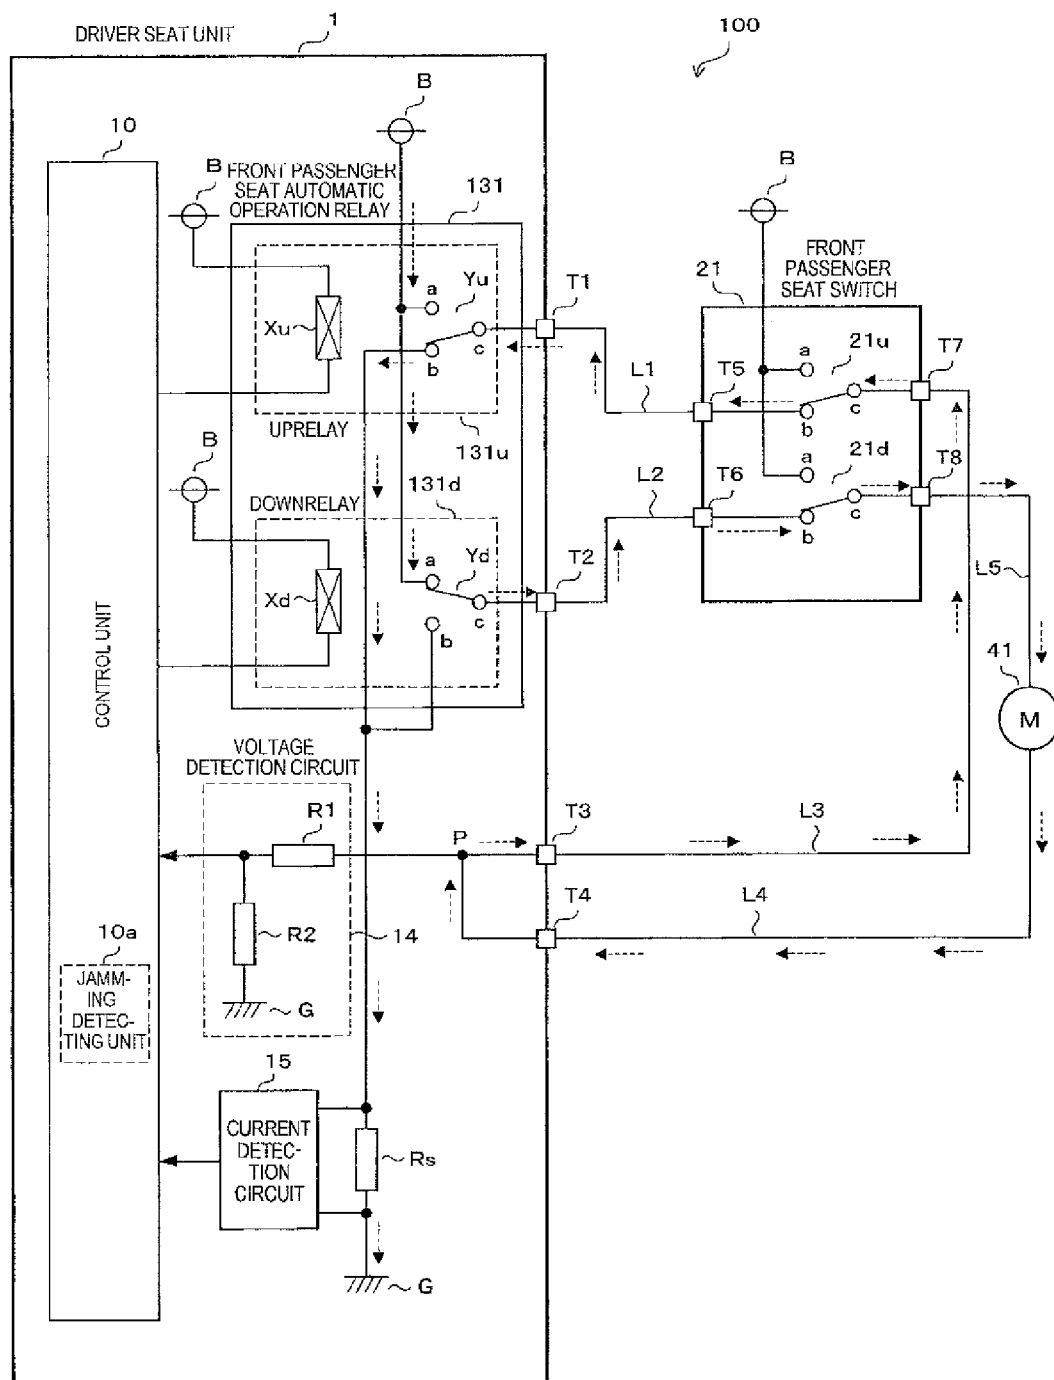 DRIVER SEAT UNIT
1
100
B
10
B
FRONT PASSENGER
SEAT AUTOMATIC
OPERATION RELAY
131
B
FRONT
PASSENGER
SEAT SWITCH
21
a
Yu
T1
Xu
c
b
UPRELAY
131u
L1
a
21u
T7
T5
c
b
B
DOWNRELAY
131d
L2
T6
a
21d
T8
c
b
a
Yd
T2
L5
Xd
c
b
41
M
CONTROL UNIT
VOLTAGE
DETECTION CIRCUIT
R1
P
T3
L3
R2
14
T4
L4
10a
JAMM-
ING
DETEC-
TING UNIT
G
15
CURRENT
DETEC-
TION
CIRCUIT
Rs
G